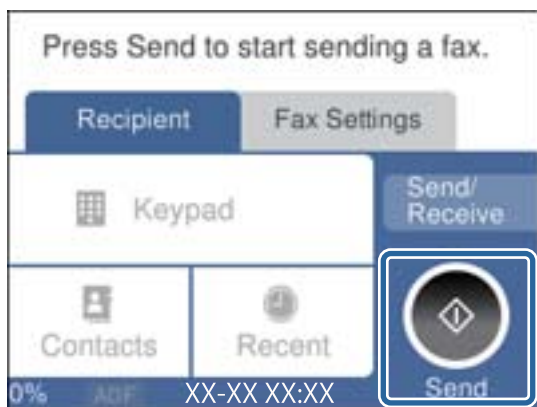 Press Send to start sending a fax.
Recipient
Fax Settings
Keypad
Send/
Receive
Contacts
Recent
0%
ADF
XX-XX XX:XX
Send